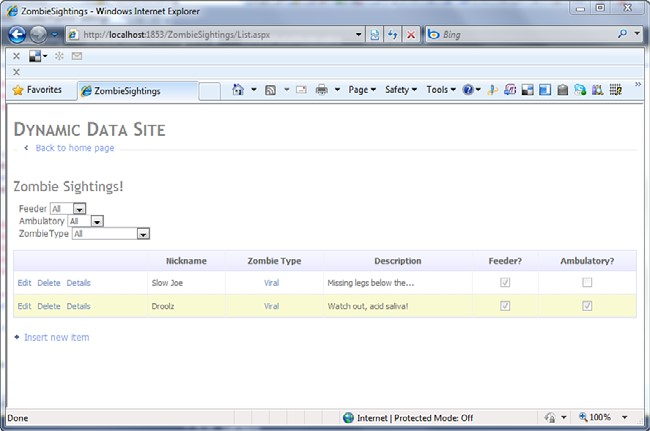 ZombieSightings - Windows Internet Explorer
http://localhost:1853/ZombieSightings/List.aspx
Bing
Favorites ZombieSightings Page Safety Tools
Dynamic Data Site
Back to home page
Zombie Sightings!
Feeder All
Ambulatory All
ZombieType All
Nickname Zombie Type Description Feeder? Ambulatory?
Edit Delete Details Slow Joe Viral Missing legs below the...
Edit Delete Details Droolz Viral Watch out, acid saliva!
Insert new item
Done Internet | Protected Mode: Off 100%